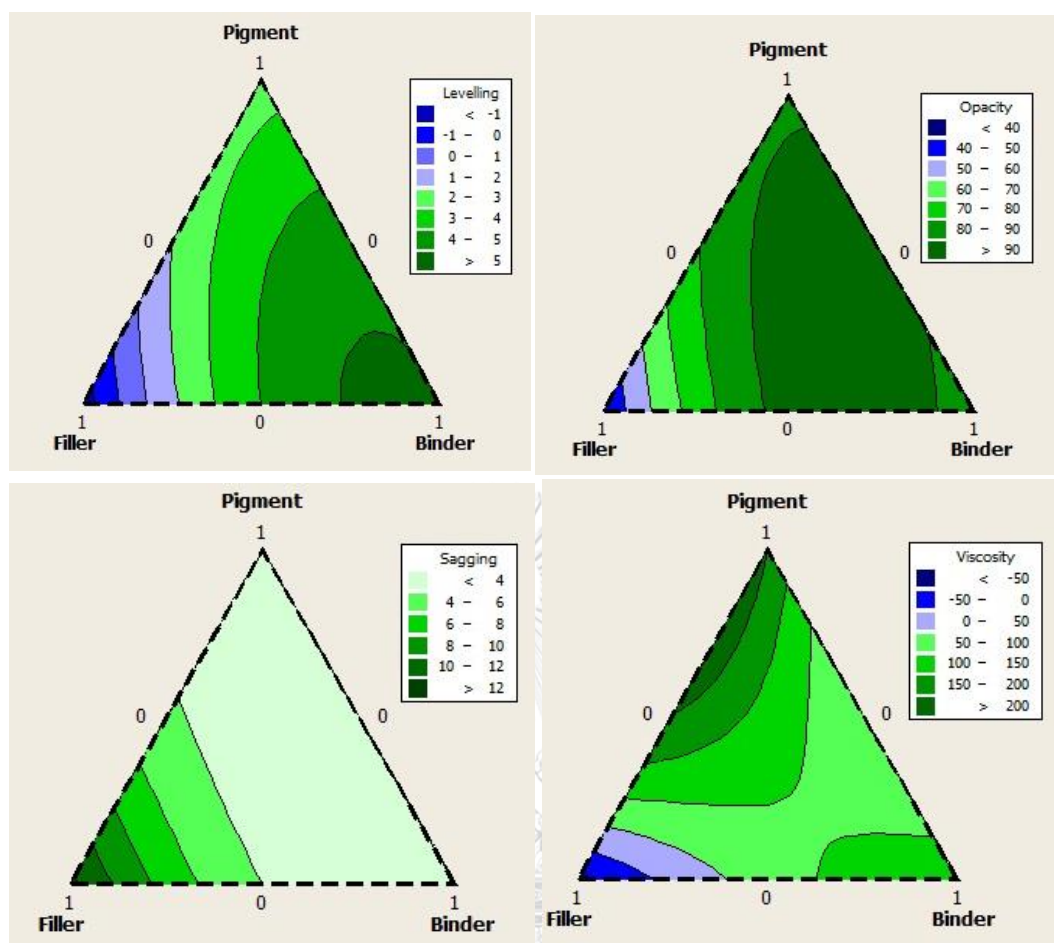 Pigment
1
Levelling
< -1
-1 – 0
0 – 1
1 – 2
2 – 3
3 – 4
4 – 5
> 5
0
0
1
0
1
Filler
Binder
Pigment
1
Opacity
< 40
40 – 50
50 – 60
60 – 70
70 – 80
80 – 90
> 90
0
0
1
0
1
Filler
Binder
Pigment
1
Sagging
< 4
4 – 6
6 – 8
8 – 10
10 – 12
> 12
0
0
1
0
1
Filler
Binder
Pigment
1
Viscosity
< -50
-50 – 0
0 – 50
50 – 100
100 – 150
150 – 200
> 200
0
0
1
0
1
Filler
Binder